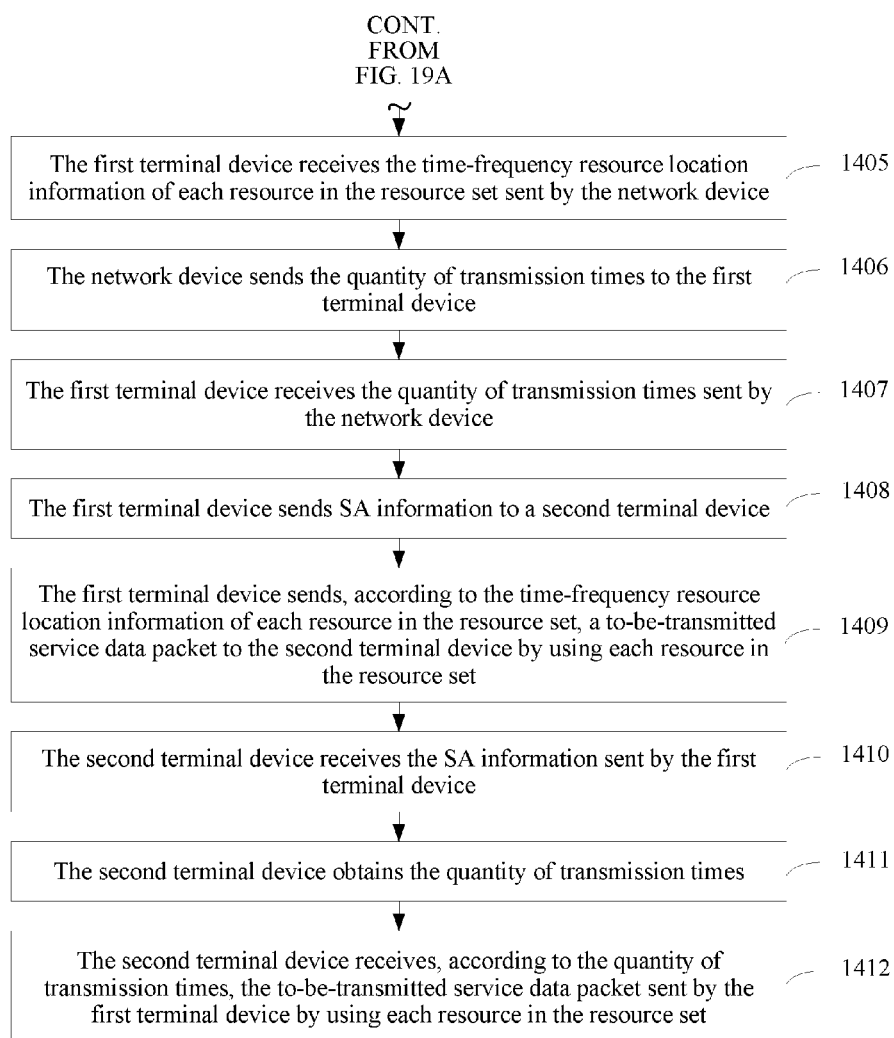 CONT.
FROM
FIG. 19A
The first terminal device receives the time-frequency resource location
information of each resource in the resource set sent by the network device
1405
The network device sends the quantity of transmission times to the first
terminal device
1406
The first terminal device receives the quantity of transmission times sent by
the network device
1407
The first terminal device sends SA information to a second terminal device
1408
The first terminal device sends, according to the time-frequency resource
location information of each resource in the resource set, a to-be-transmitted
service data packet to the second terminal device by using each resource in
the resource set
1409
The second terminal device receives the SA information sent by the first
terminal device
1410
The second terminal device obtains the quantity of transmission times
1411
The second terminal device receives, according to the quantity of
transmission times, the to-be-transmitted service data packet sent by the
first terminal device by using each resource in the resource set
1412